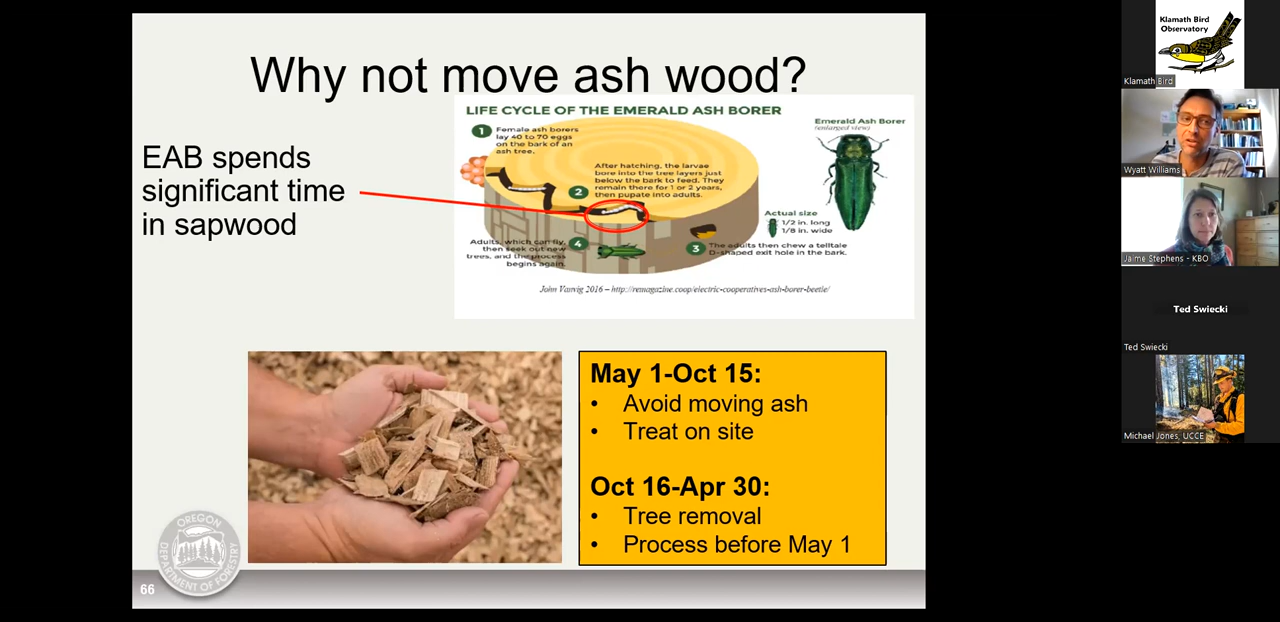 Why not move ash wood?
EAB spends
significant time
in sapwood
LIFE CYCLE OF THE EMERALD ASH BORER
1 Female ash borers
lay 40 to 70 eggs
on the bark of an
ash tree.
2 After hatching, the larvae
bore into the tree layers just
below the bark to feed. They
remain there for 1 or 2 years,
then pupate into adults.
Emerald Ash Borer
(enlarged view)
Actual size
1/2 in. long
1/8 in. wide
3 The adults then chew a telltale
D-shaped exit hole in the bark.
4 Adults, which can fly,
then seek out new
trees, and the process
begins again.
John Vanvig 2016 – http://remagazine.coop/electric-cooperatives-ash-borer-beetle/
May 1-Oct 15:
• Avoid moving ash
• Treat on site
Oct 16-Apr 30:
• Tree removal
• Process before May 1
OREGON
DEPARTMENT OF FORESTRY
66
Klamath Bird
Observatory
Klamath Bird
Wyatt Williams
Jaime Stephens - KBO
Ted Swiecki
Ted Swiecki
Michael Jones, UCCE